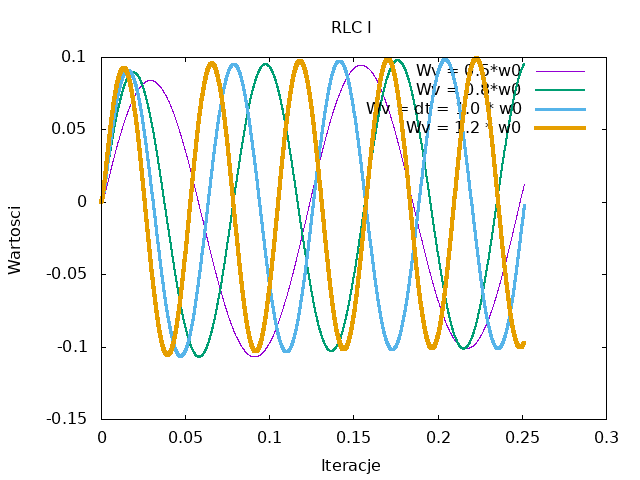 RLC I
0.1
0.05
0
-0.05
-0.1
-0.15
Wartosci
Wv = 0.5*w0
Wv = 0.8*w0
Wv = dt = 1.0 * w0
Wv = 1.2 * w0
0 0.05 0.1 0.15 0.2 0.25 0.3
Iteracje